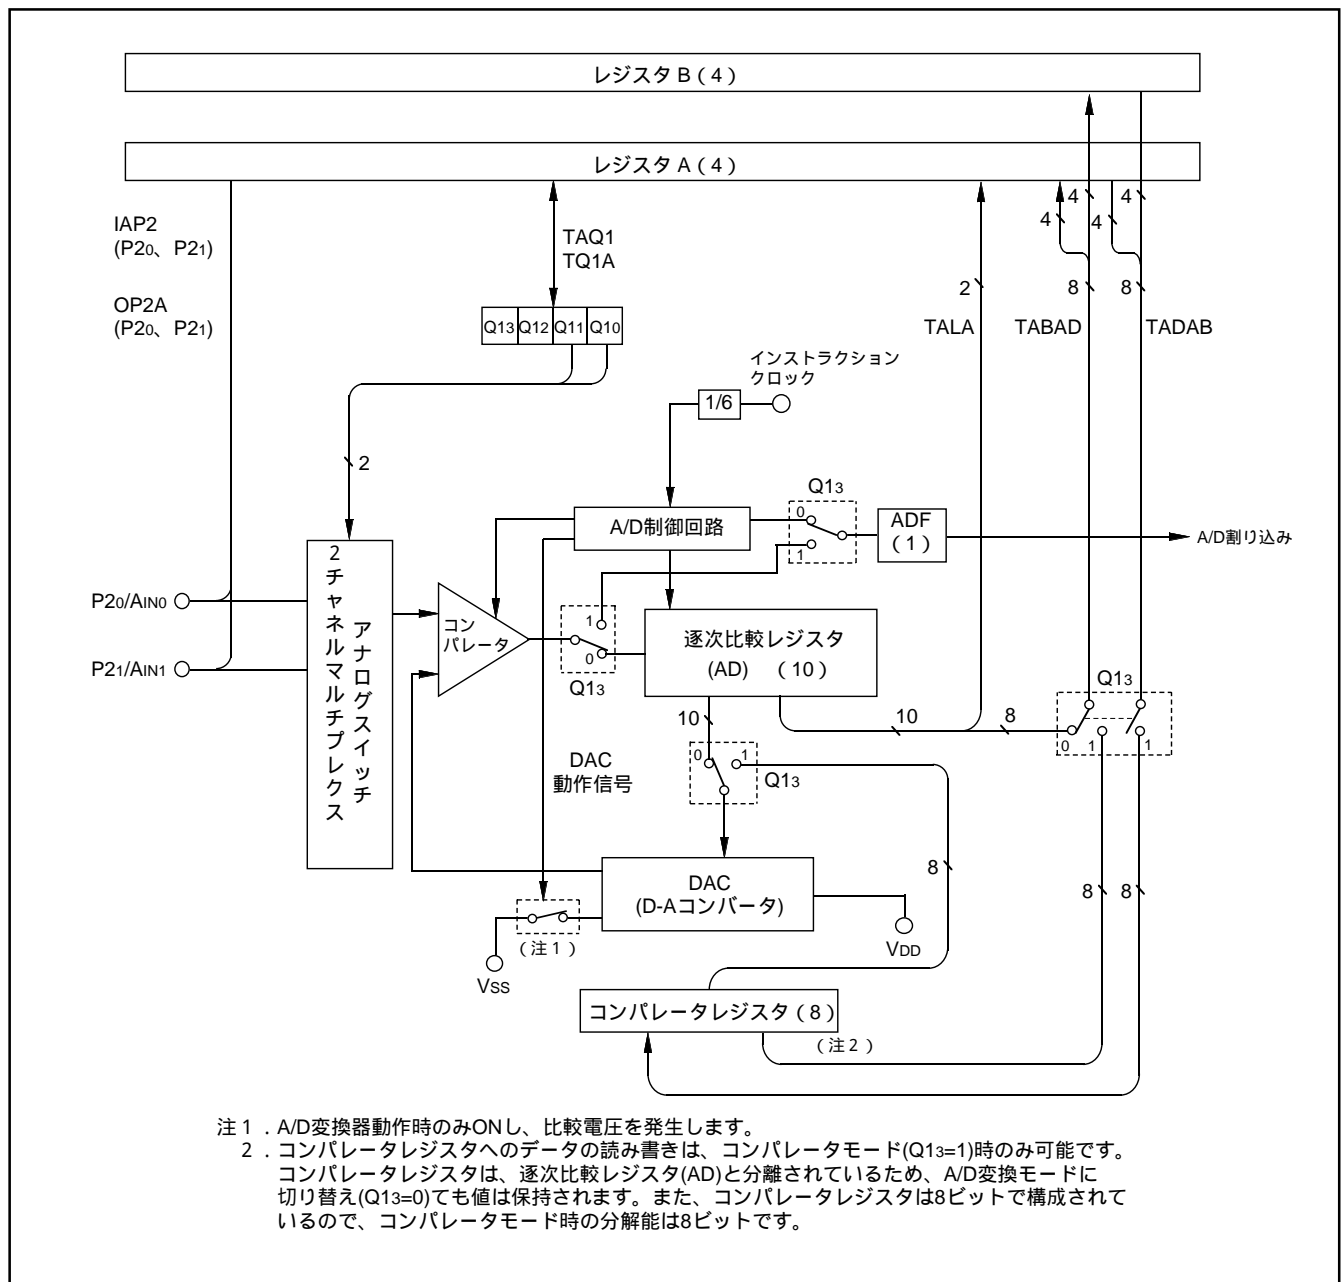 レジスタ B ( 4 )
レジスタ A ( 4 )
IAP2
(P20、P21)
OP2A
(P20、P21)
TAQ1
TQ1A
Q13 Q12 Q11 Q10
2
4
4
4
4
2
8
8
TALA
TABAD
TADAB
インストラクション
クロック
1/6
Q13
0
1
A/D制御回路
ADF
( 1 )
A/D割り込み
2チャネルマルチプレクス
アナログスイッチ
P20/AIN0
P21/AIN1
コン
パレータ
1
0
Q13
逐次比較レジスタ
(AD) ( 10 )
10
10
8
Q13
0
1
1
DAC
動作信号
0
1
Q13
8
8
8
DAC
(D-Aコンバータ)
( 注 1 )
VSS
VDD
コンパレータレジスタ ( 8 )
( 注 2 )
注 1 . A/D変換器動作時のみONし、比較電圧を発生します。
2 . コンパレータレジスタへのデータの読み書きは、コンパレータモード(Q13=1)時のみ可能です。
コンパレータレジスタは、逐次比較レジスタ(AD)と分離されているため、A/D変換モードに
切り替え(Q13=0)ても値は保持されます。また、コンパレータレジスタは8ビットで構成されて
いるので、コンパレータモード時の分解能は8ビットです。